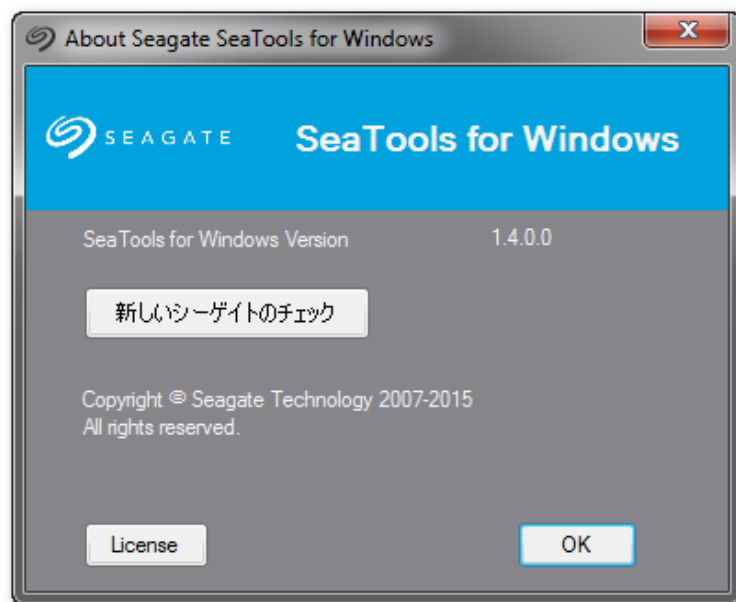 About Seagate SeaTools for Windows
SEAGATE
SeaTools for Windows
SeaTools for Windows Version 1.4.0.0
新しいシーゲイトのチェック
Copyright © Seagate Technology 2007-2015
All rights reserved.
License
OK